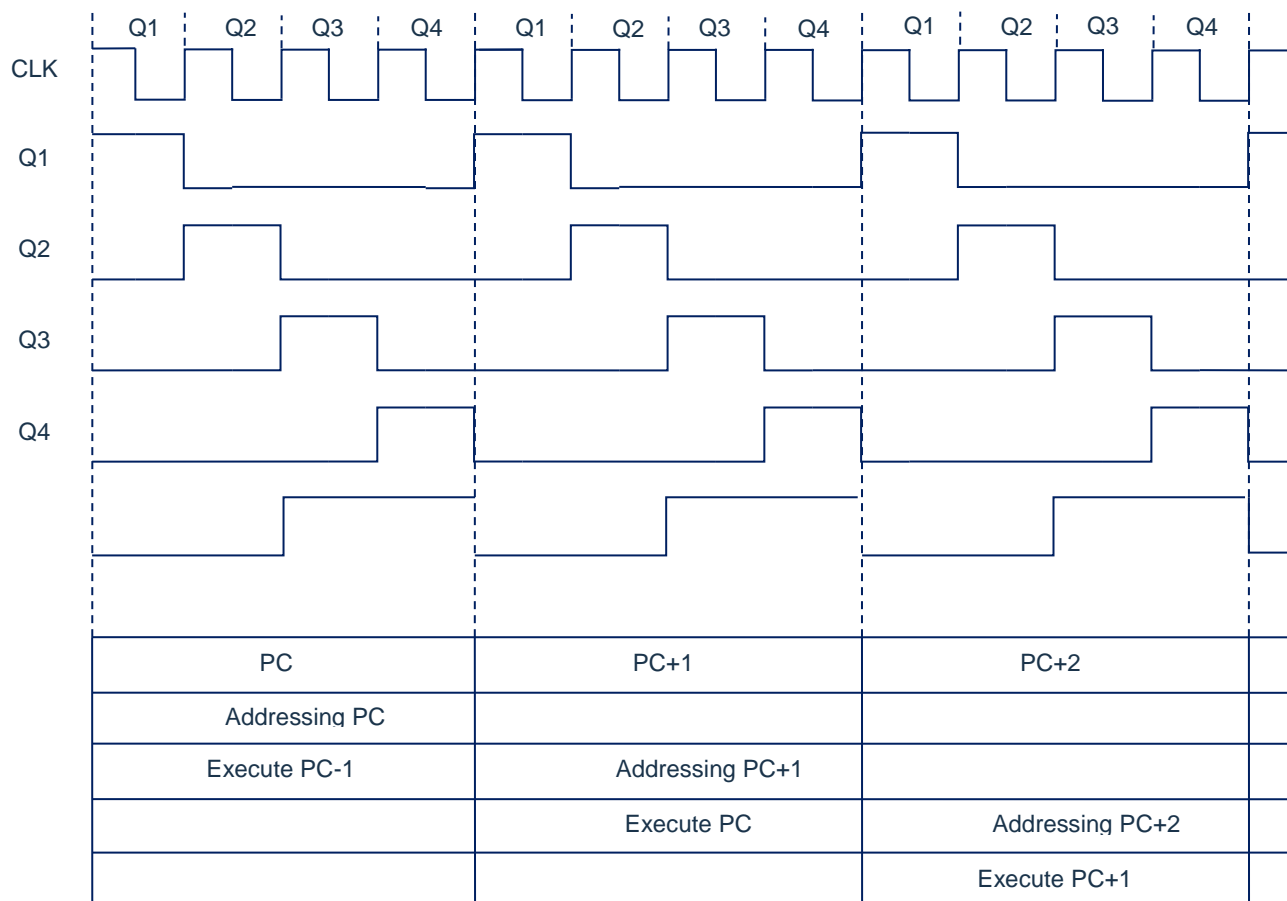 Q1 Q2 Q3 Q4 Q1 Q2 Q3 Q4 Q1 Q2 Q3 Q4
CLK
Q1
Q2
Q3
Q4
PC PC+1 PC+2
Addressing PC
Execute PC-1 Addressing PC+1
Execute PC Addressing PC+2
Execute PC+1